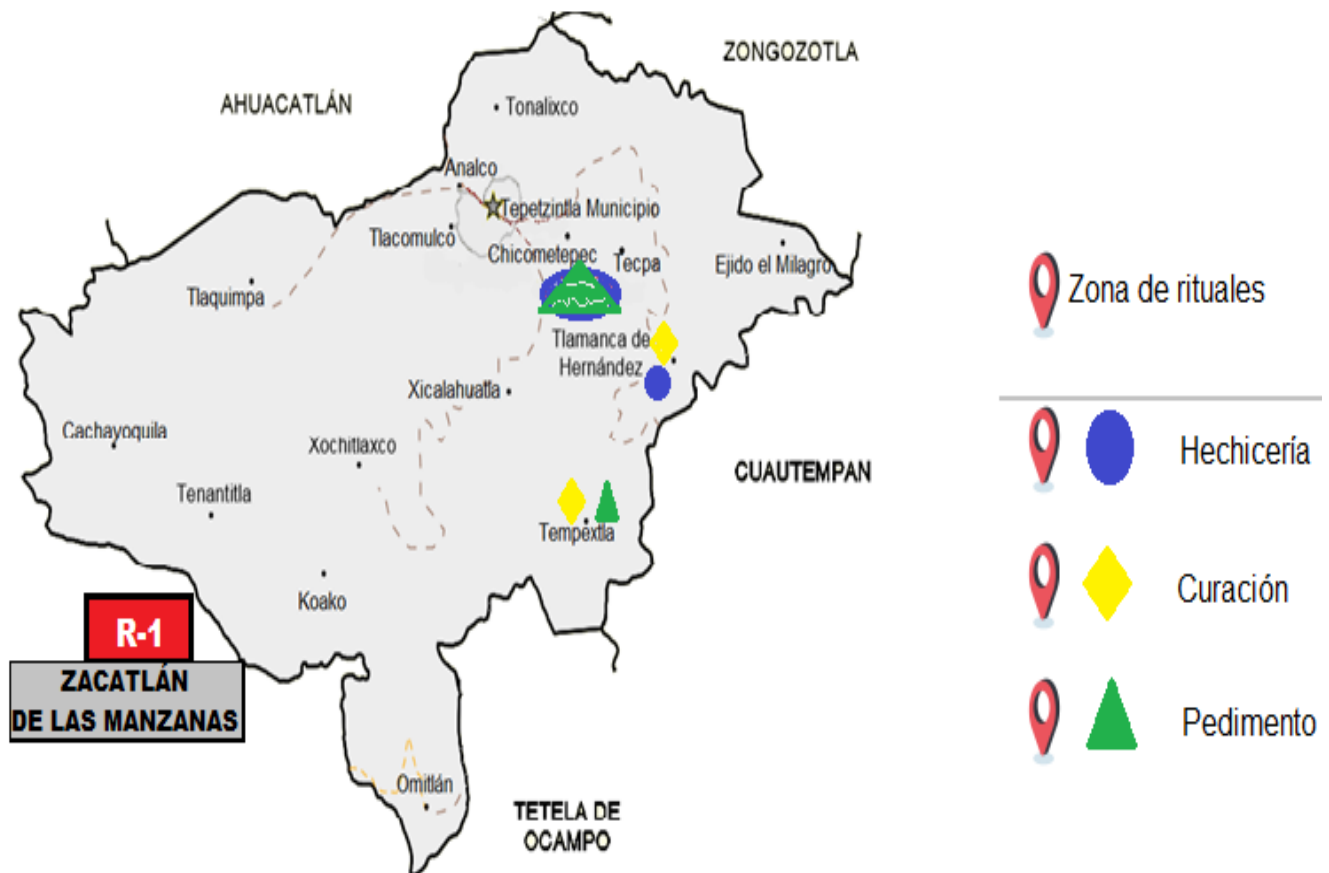 ZONGOZOTLA
AHUACATLÁN
Tonalixco
Analco
Tepetzintla Municipio
Tlacomulco
Chicometepec
Tecpa
Ejido el Milagro
Tlaquimpa
Tlamanca de
Hernández
Xicalahuatla
Cachayoquila
Xochitlaxco
CUAUTEMPAN
Tenantitla
Tempextla
Koako
R-1
ZACATLÁN
DE LAS MANZANAS
Omitlán
TETELA DE
OCAMPO
Zona de rituales
Hechicería
Curación
Pedimento